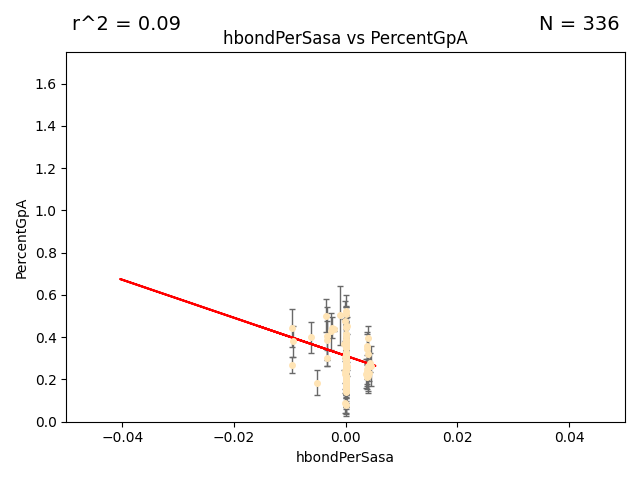 r^2 = 0.09
N = 336
hbondPerSasa vs PercentGpA
1.6
1.4
1.2
1.0
0.8
0.6
0.4
0.2
0.0
PercentGpA
−0.04
−0.02
0.00
0.02
0.04
hbondPerSasa